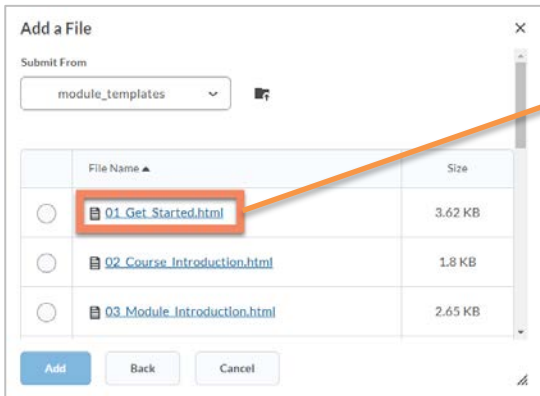 Add a File
×
Submit From
module_templates
File Name ▲ Size
01_Get_Started.html 3.62 KB
02_Course_Introduction.html 1.8 KB
03_Module_Introduction.html 2.65 KB
Add Back Cancel